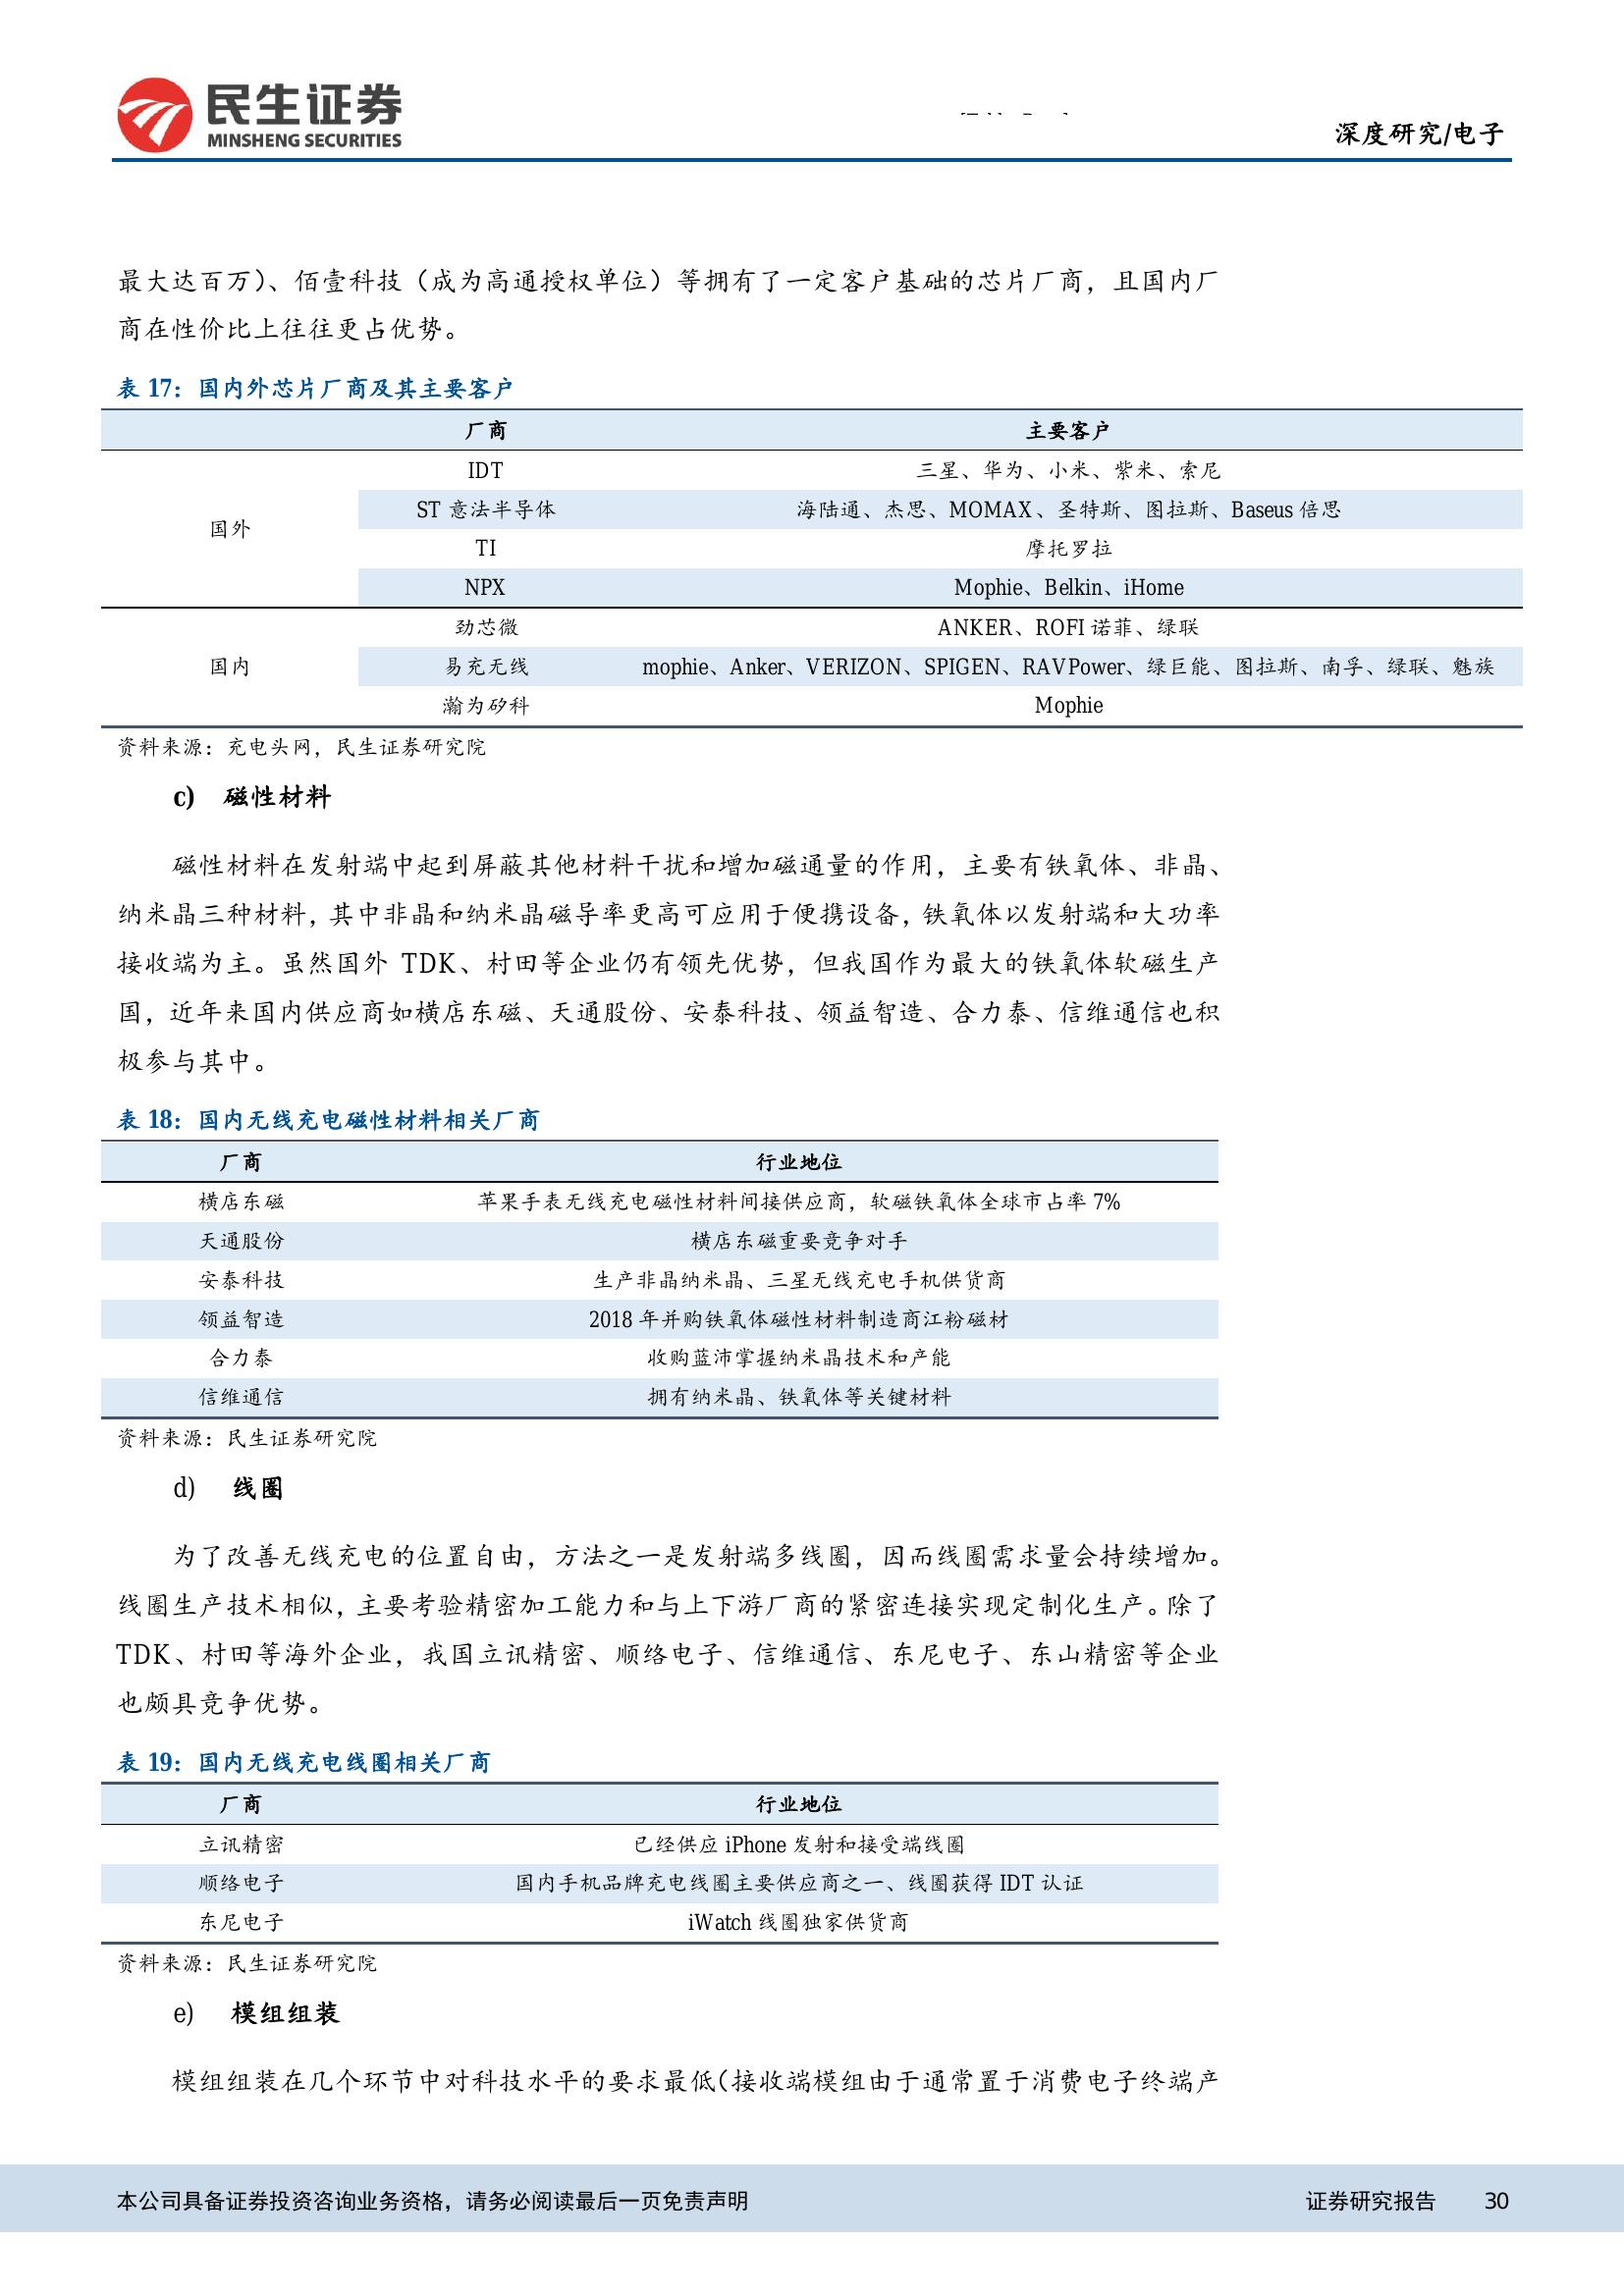 民生证券
MINSHENG SECURITIES
深度研究/电子
最大达百万）、佰壹科技（成为高通授权单位）等拥有了一定客户基础的芯片厂商，且国内厂
商在性价比上往往更占优势。
表 17：国内外芯片厂商及其主要客户
厂商 主要客户
国外
IDT 三星、华为、小米、紫米、索尼
ST 意法半导体 海陆通、杰思、MOMAX、圣特斯、图拉斯、Baseus 倍思
TI 摩托罗拉
NPX Mophie、Belkin、iHome
国内
劲芯微 ANKER、ROFI 诺菲、绿联
易充无线 mophie、Anker、VERIZON、SPIGEN、RAVPower、绿巨能、图拉斯、南孚、绿联、魅族
瀚为矽科 Mophie
资料来源：充电头网，民生证券研究院
c) 磁性材料
磁性材料在发射端中起到屏蔽其他材料干扰和增加磁通量的作用，主要有铁氧体、非晶、
纳米晶三种材料，其中非晶和纳米晶磁导率更高可应用于便携设备，铁氧体以发射端和大功率
接收端为主。虽然国外 TDK、村田等企业仍有领先优势，但我国作为最大的铁氧体软磁生产
国，近年来国内供应商如横店东磁、天通股份、安泰科技、领益智造、合力泰、信维通信也积
极参与其中。
表 18：国内无线充电磁性材料相关厂商
厂商 行业地位
横店东磁 苹果手表无线充电磁性材料间接供应商，软磁铁氧体全球市占率 7%
天通股份 横店东磁重要竞争对手
安泰科技 生产非晶纳米晶、三星无线充电手机供货商
领益智造 2018 年并购铁氧体磁性材料制造商江粉磁材
合力泰 收购蓝沛掌握纳米晶技术和产能
信维通信 拥有纳米晶、铁氧体等关键材料
资料来源：民生证券研究院
d) 线圈
为了改善无线充电的位置自由，方法之一是发射端多线圈，因而线圈需求量会持续增加。
线圈生产技术相似，主要考验精密加工能力和与上下游厂商的紧密连接实现定制化生产。除了
TDK、村田等海外企业，我国立讯精密、顺络电子、信维通信、东尼电子、东山精密等企业
也颇具竞争优势。
表 19：国内无线充电线圈相关厂商
厂商 行业地位
立讯精密 已经供应 iPhone 发射和接受端线圈
顺络电子 国内手机品牌充电线圈主要供应商之一、线圈获得 IDT 认证
东尼电子 iWatch 线圈独家供货商
资料来源：民生证券研究院
e) 模组组装
模组组装在几个环节中对科技水平的要求最低（接收端模组由于通常置于消费电子终端产
本公司具备证券投资咨询业务资格，请务必阅读最后一页免责声明 证券研究报告 30